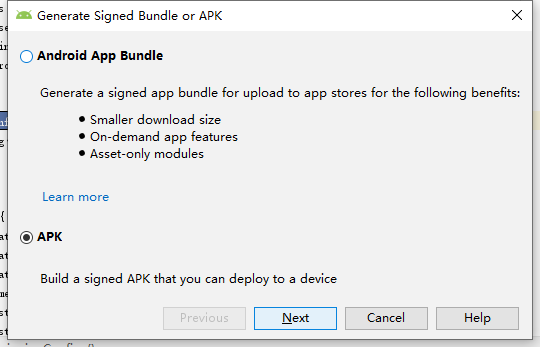 Generate Signed Bundle or APK
Android App Bundle
Generate a signed app bundle for upload to app stores for the following benefits:
• Smaller download size
• On-demand app features
• Asset-only modules
Learn more
APK
Build a signed APK that you can deploy to a device
Previous
Next
Cancel
Help